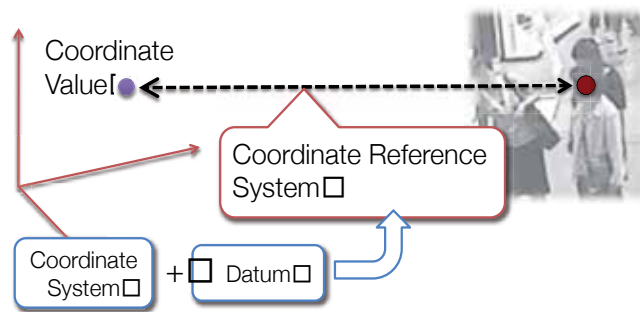 Coordinate
Value[
Coordinate Reference
System□
Coordinate
System□
+□ Datum□